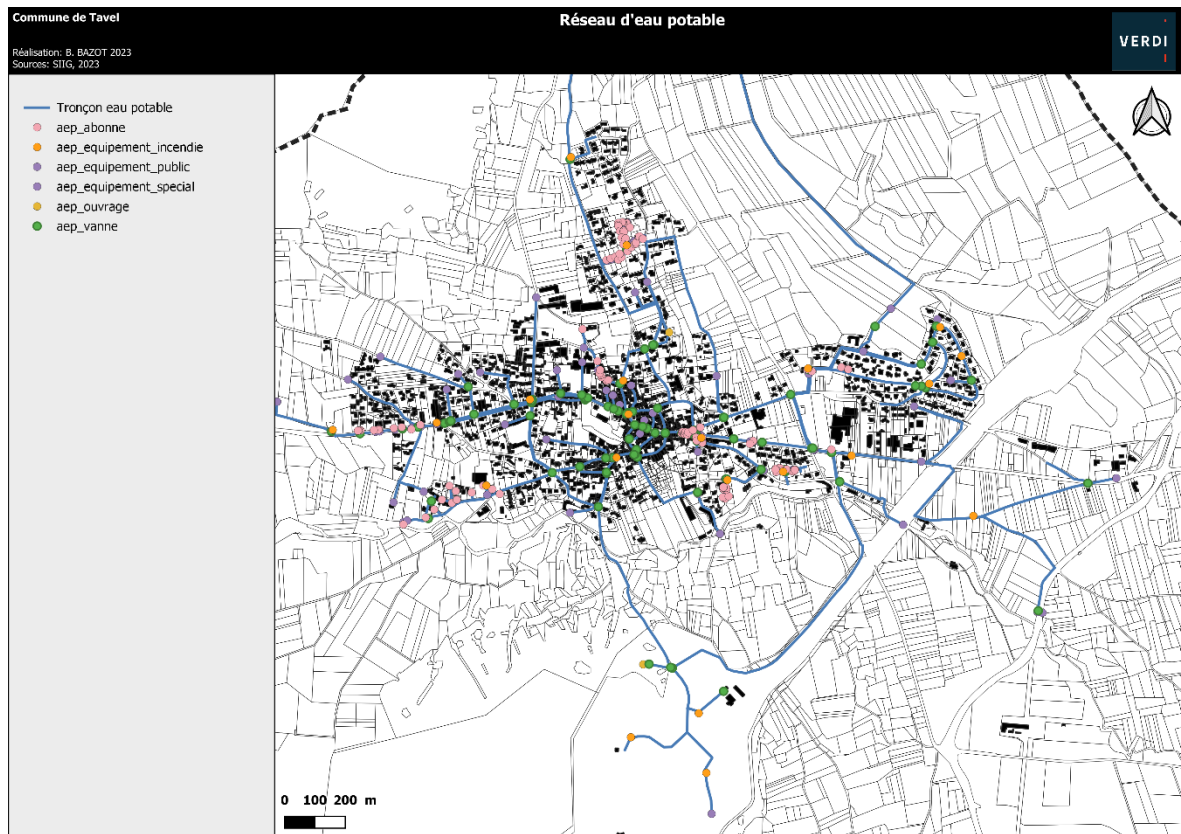 Commune de Tavel
Réseau d'eau potable
Réalisation: B. BAZOT 2023
Sources: SIIG, 2023
VERDI
Tronçon eau potable
aep_abonne
aep_equipement_incendie
aep_equipement_public
aep_equipement_special
aep_ouvrage
aep_vanne
0 100 200 m